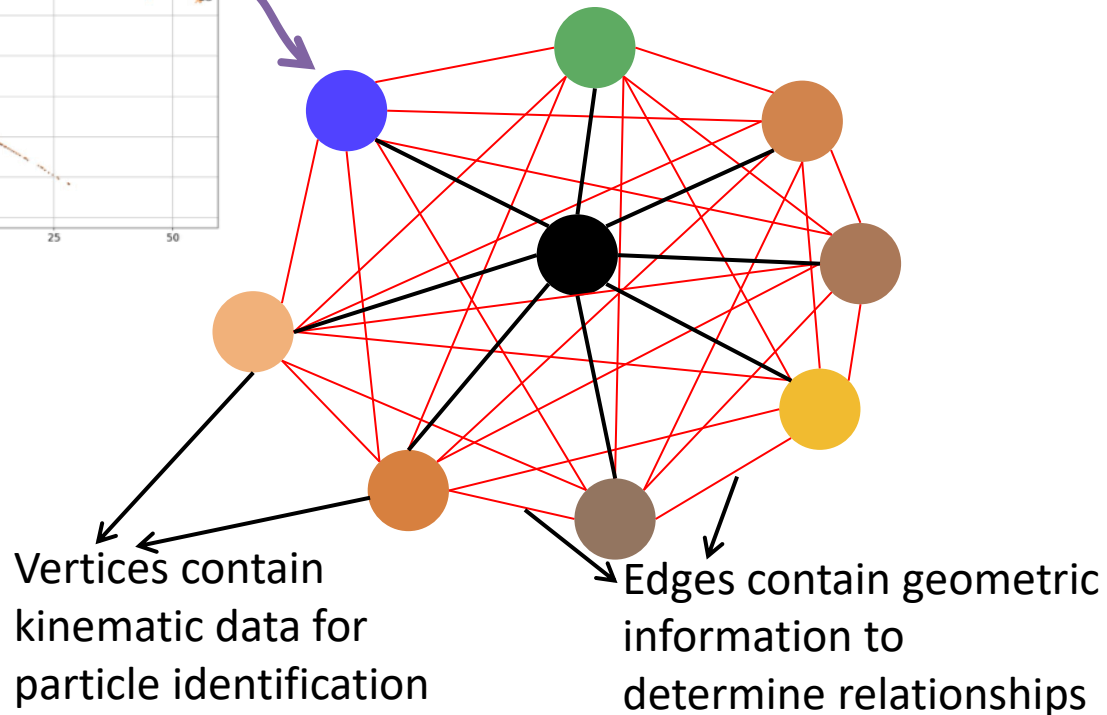 25
50
Vertices contain
kinematic data for
particle identification
Edges contain geometric
information to
determine relationships